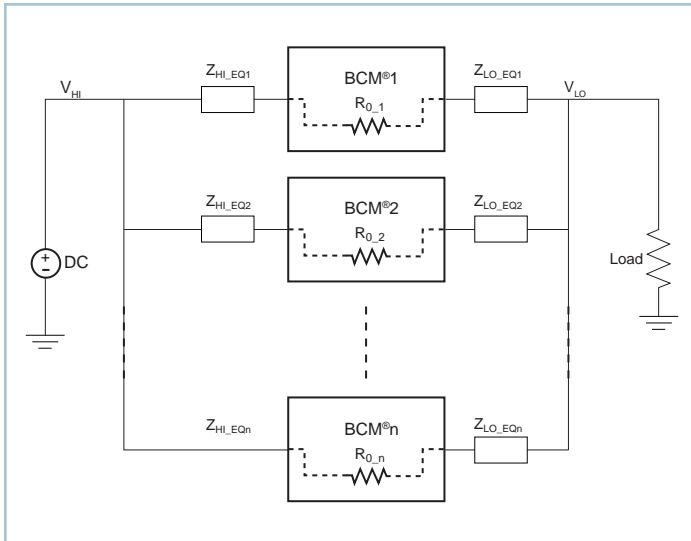 Z_HI_EQ1
BCM®1
Z_LO_EQ1
V_HI
R_0_1
V_LO
Z_HI_EQ2
BCM®2
Z_LO_EQ2
R_0_2
+
–
DC
Load
Z_HI_EQn
BCM®n
Z_LO_EQn
R_0_n